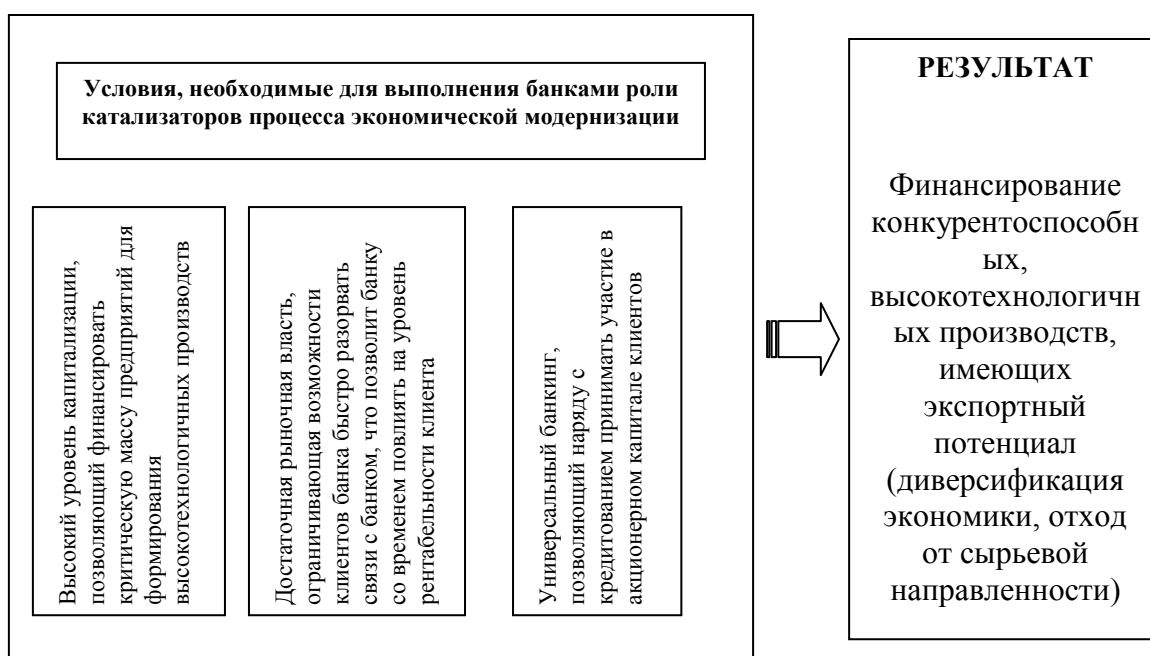 Условия, необходимые для выполнения банками роли
катализаторов процесса экономической модернизации
Высокий уровень капитализации,
позволяющий финансировать
критическую массу предприятий для
формирования
высокотехнологичных производств
Достаточная рыночная власть,
ограничивающая возможности
клиентов банка быстро разорвать
связи с банком, что позволит банку
со временем повлиять на уровень
рентабельности клиента
Универсальный банкинг,
позволяющий наряду с
кредитованием принимать участие в
акционерном капитале клиентов
РЕЗУЛЬТАТ
Финансирование
конкурентоспособн
ых,
высокотехнологичн
ых производств,
имеющих
экспортный
потенциал
(диверсификация
экономики, отход
от сырьевой
направленности)